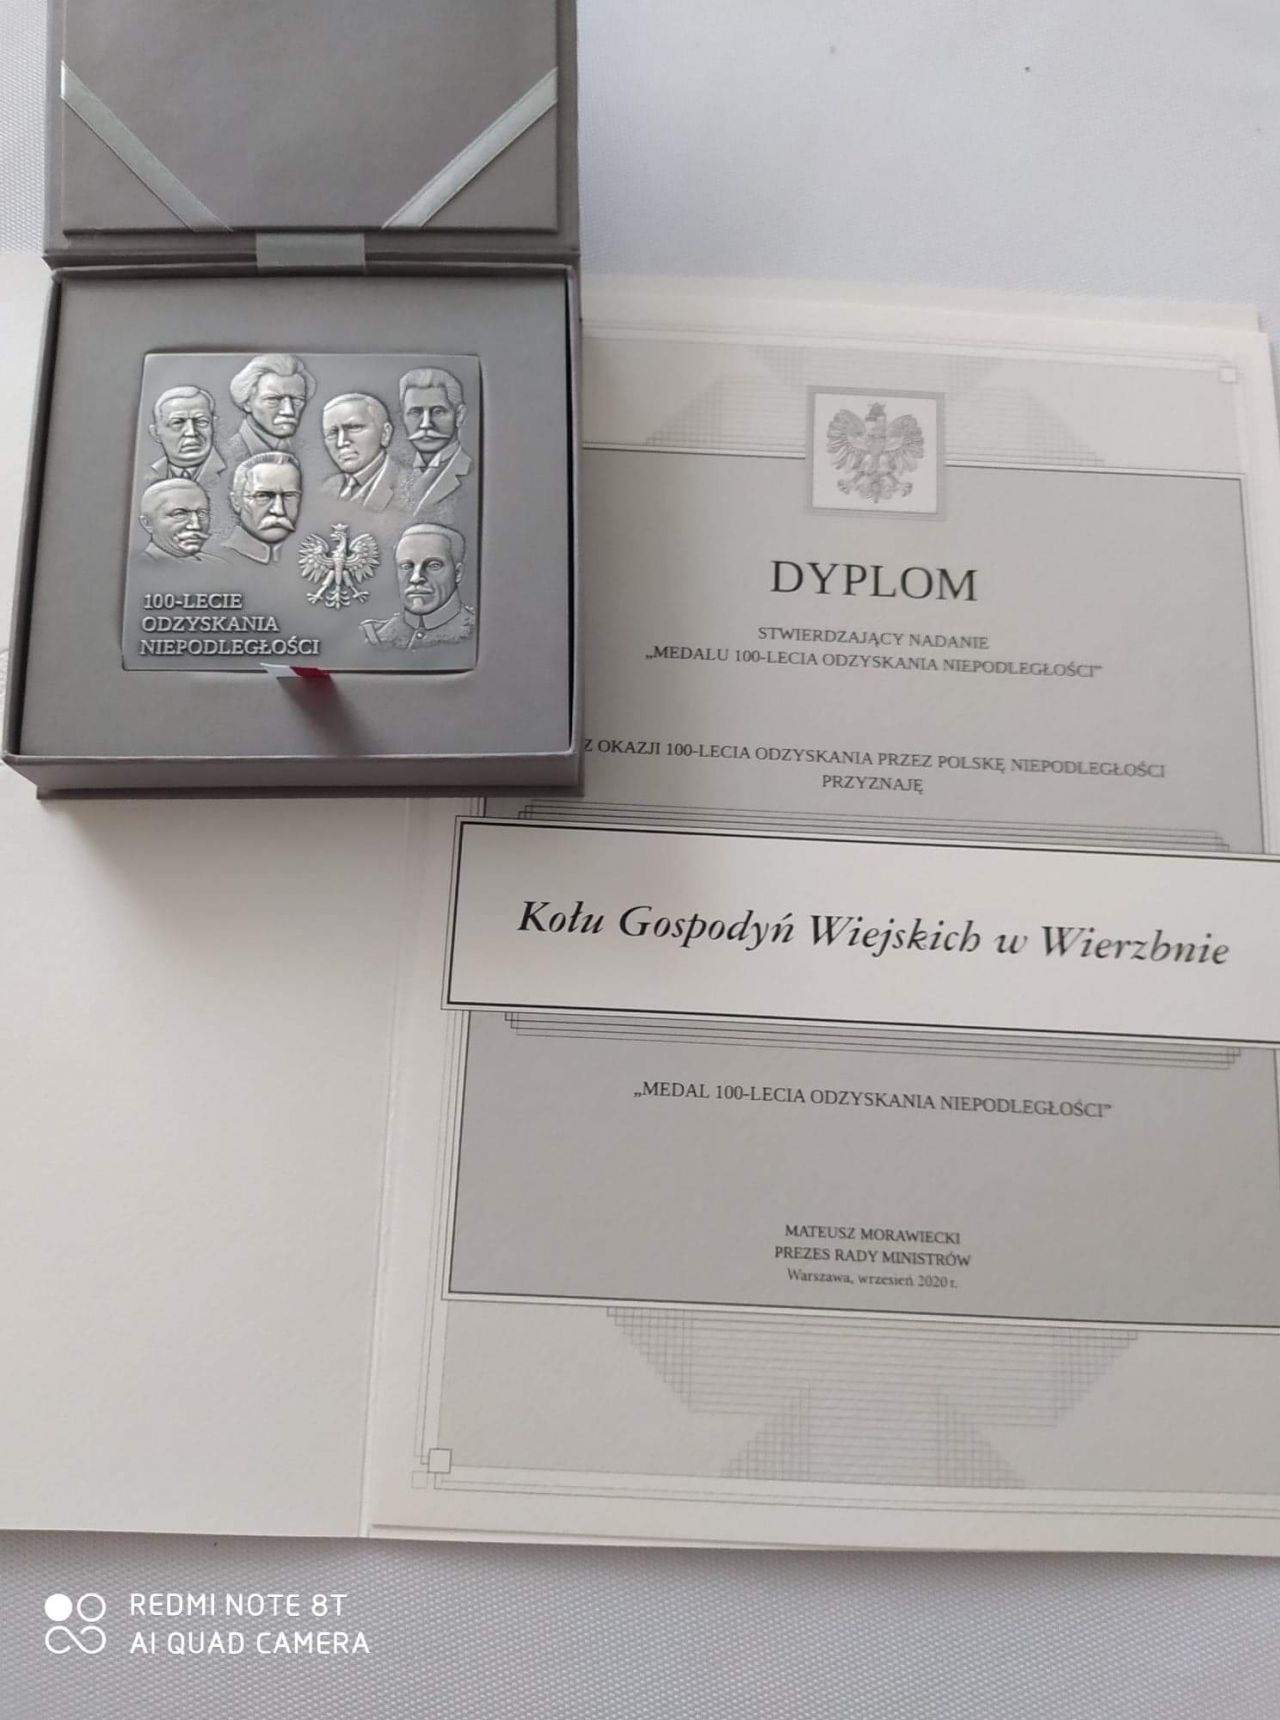 100-LECIE
ODZYSKANIA
NIEPODLEGŁOŚCI
DYPLOM
STWIERDZAJĄCY NADANIE
„MEDALU 100-LECIA ODZYSKANIA NIEPODLEGŁOŚCI”
Z OKAZJI 100-LECIA ODZYSKANIA PRZEZ POLSKĘ NIEPODLEGŁOŚCI
PRZYZNAJĘ
Kołu Gospodyń Wiejskich w Wierzbnie
„MEDAL 100-LECIA ODZYSKANIA NIEPODLEGŁOŚCI”
MATEUSZ MORAWIECKI
PREZES RADY MINISTRÓW
Warszawa, wrzesień 2020 r.
REDMI NOTE 8T
AI QUAD CAMERA